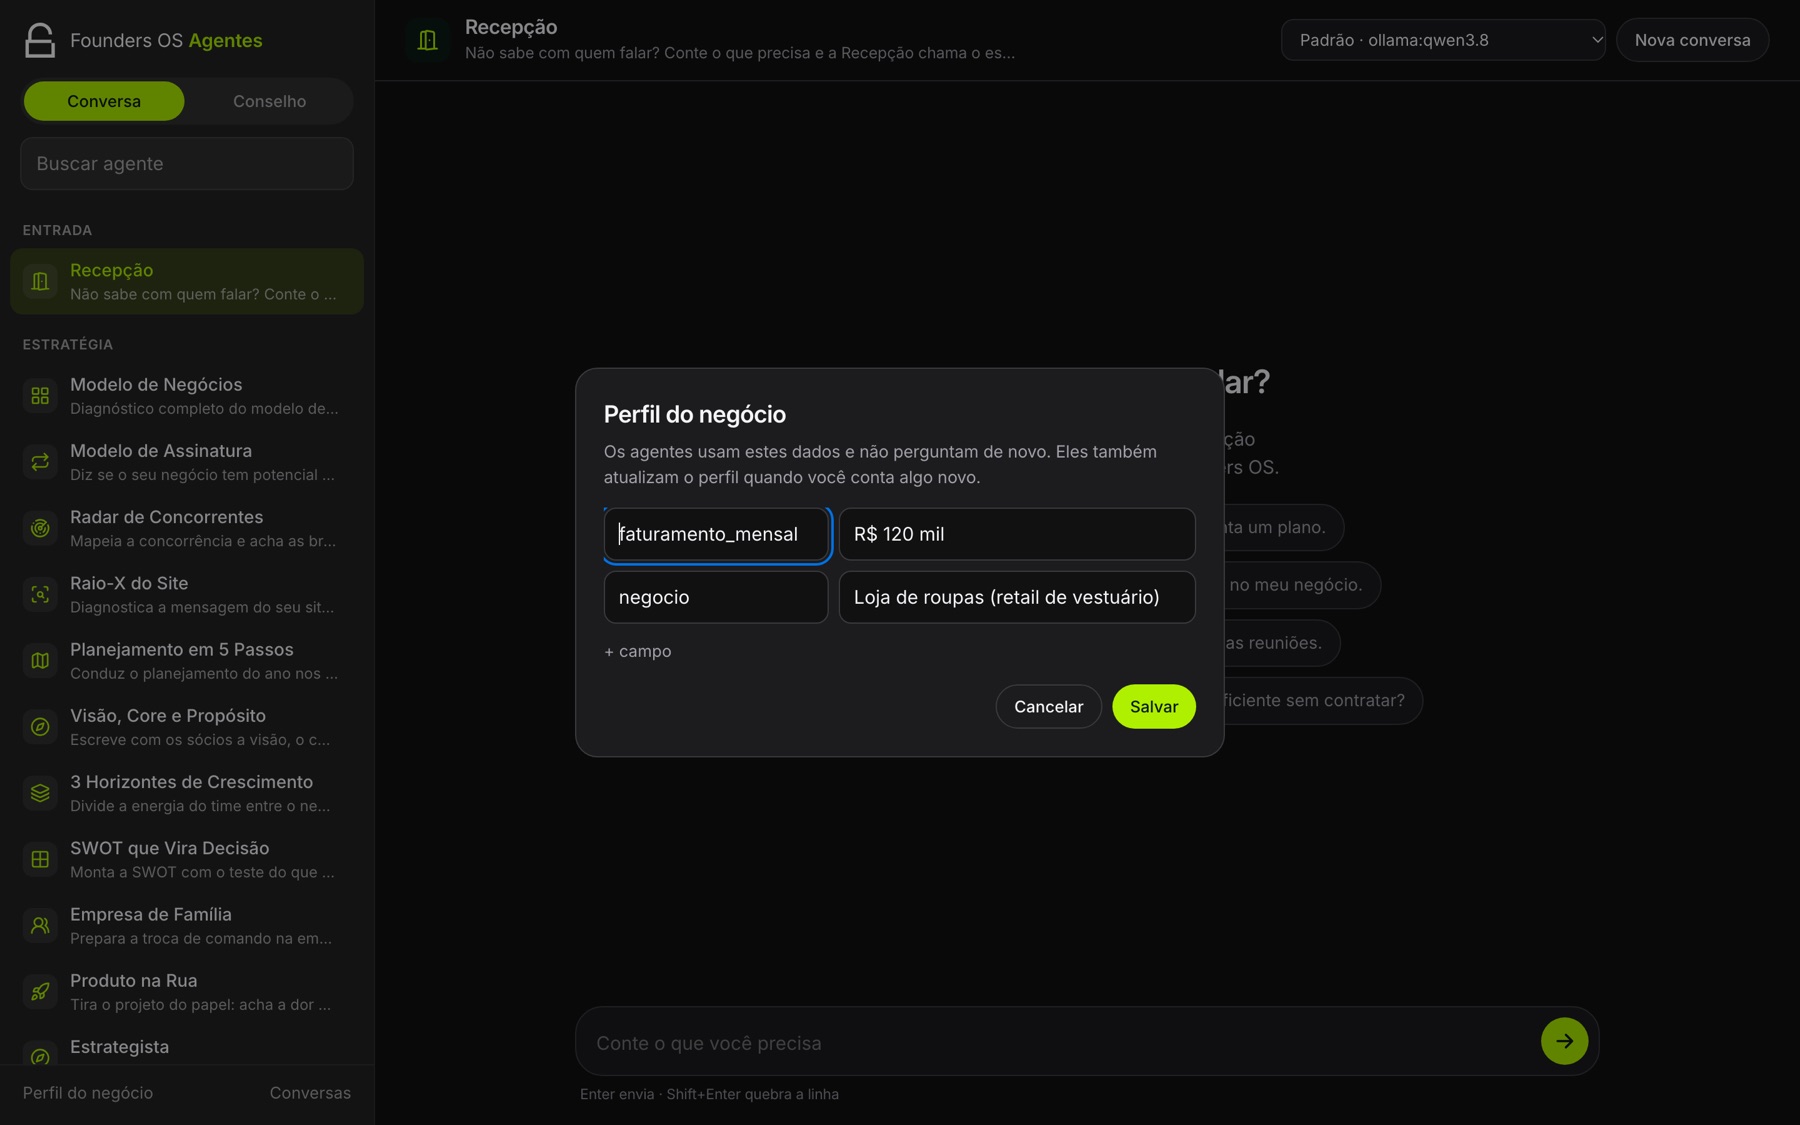 Founders OS Agentes
Conversa
Conselho
Buscar agente
ENTRADA
Recepção
Não sabe com quem falar? Conte o ...
ESTRATÉGIA
Modelo de Negócios
Diagnóstico completo do modelo de...
Modelo de Assinatura
Diz se o seu negócio tem potencial ...
Radar de Concorrentes
Mapeia a concorrência e acha as br...
Raio-X do Site
Diagnostica a mensagem do seu sit...
Planejamento em 5 Passos
Conduz o planejamento do ano nos ...
Visão, Core e Propósito
Escreve com os sócios a visão, o c...
3 Horizontes de Crescimento
Divide a energia do time entre o ne...
SWOT que Vira Decisão
Monta a SWOT com o teste do que ...
Empresa de Família
Prepara a troca de comando na em...
Produto na Rua
Tira o projeto do papel: acha a dor ...
Estrategista
Perfil do negócio
Conversas
Recepção
Não sabe com quem falar? Conte o que precisa e a Recepção chama o es...
Padrão · ollama:qwen3.8
Nova conversa
lar?
ção
rs OS.
ta um plano.
no meu negócio.
as reuniões.
ficiente sem contratar?
Perfil do negócio
Os agentes usam estes dados e não perguntam de novo. Eles também
atualizam o perfil quando você conta algo novo.
faturamento_mensal
R$ 120 mil
negocio
Loja de roupas (retail de vestuário)
+ campo
Cancelar
Salvar
Conte o que você precisa
Enter envia · Shift+Enter quebra a linha